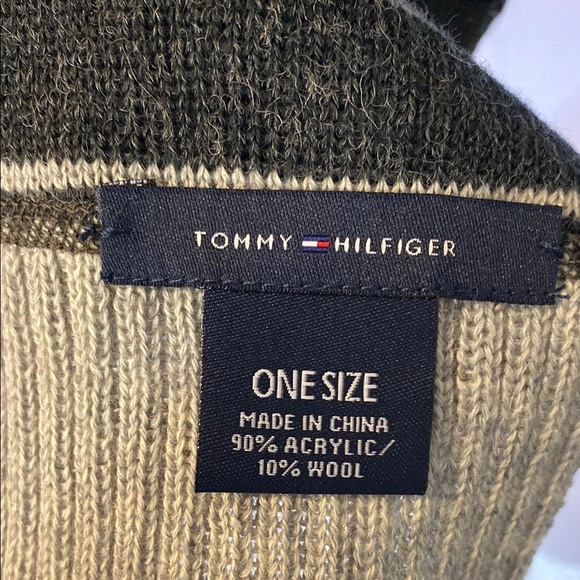 TOMMY HILFIGER
ONE SIZE
MADE IN CHINA
90% ACRYLIC/
10% WOOL